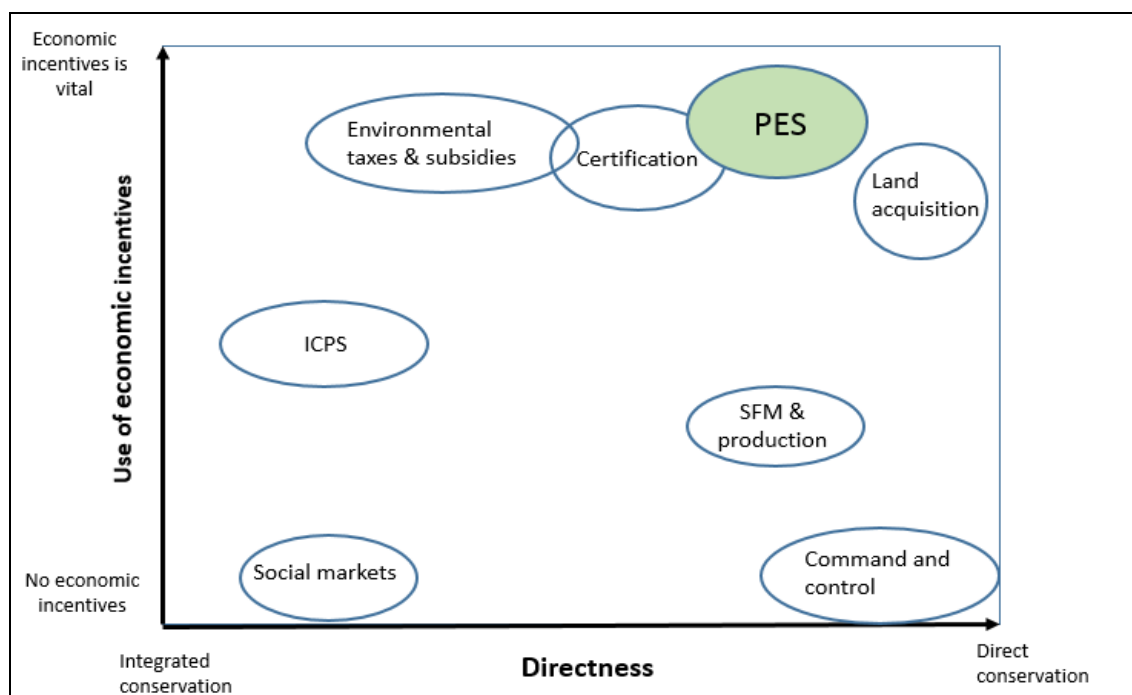 Economic
incentives is
vital
Use of economic incentives
No economic
incentives
Environmental
taxes & subsidies
Certification
PES
Land
acquisition
ICPS
SFM &
production
Social markets
Command and
control
Integrated
conservation
Directness
Direct
conservation